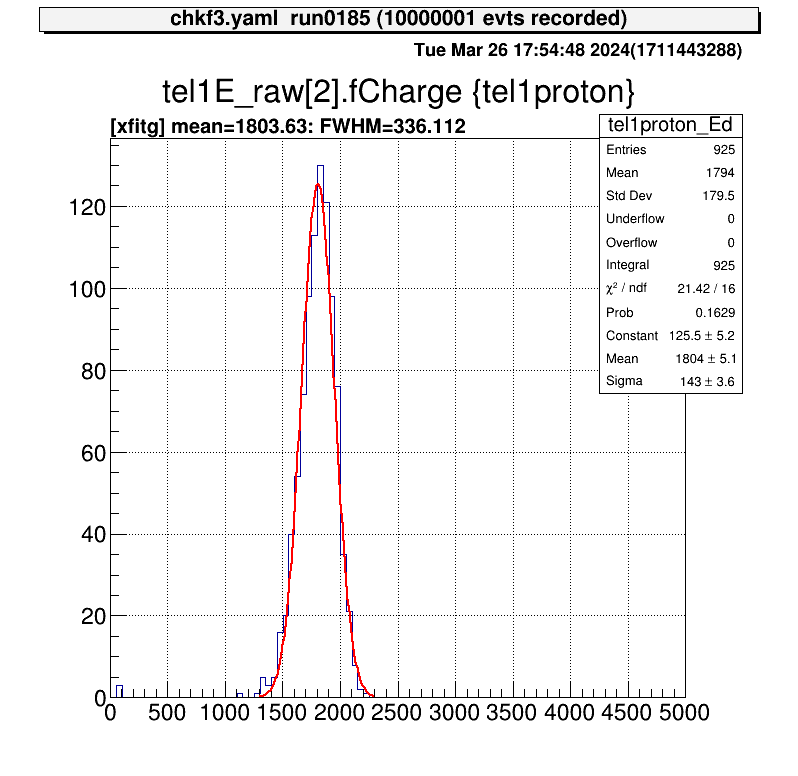 chkf3.yaml  run0185 (10000001 evts recorded)
Tue Mar 26 17:54:48 2024(1711443288)
tel1E_raw[2].fCharge {tel1proton}
[xfitg] mean=1803.63: FWHM=336.112
tel1proton_Ed
Entries 925
Mean 1794
Std Dev 179.5
Underflow 0
Overflow 0
Integral 925
χ² / ndf 21.42 / 16
Prob 0.1629
Constant 125.5 ± 5.2
Mean 1804 ± 5.1
Sigma 143 ± 3.6
120
100
80
60
40
20
0
0 500 1000 1500 2000 2500 3000 3500 4000 4500 5000